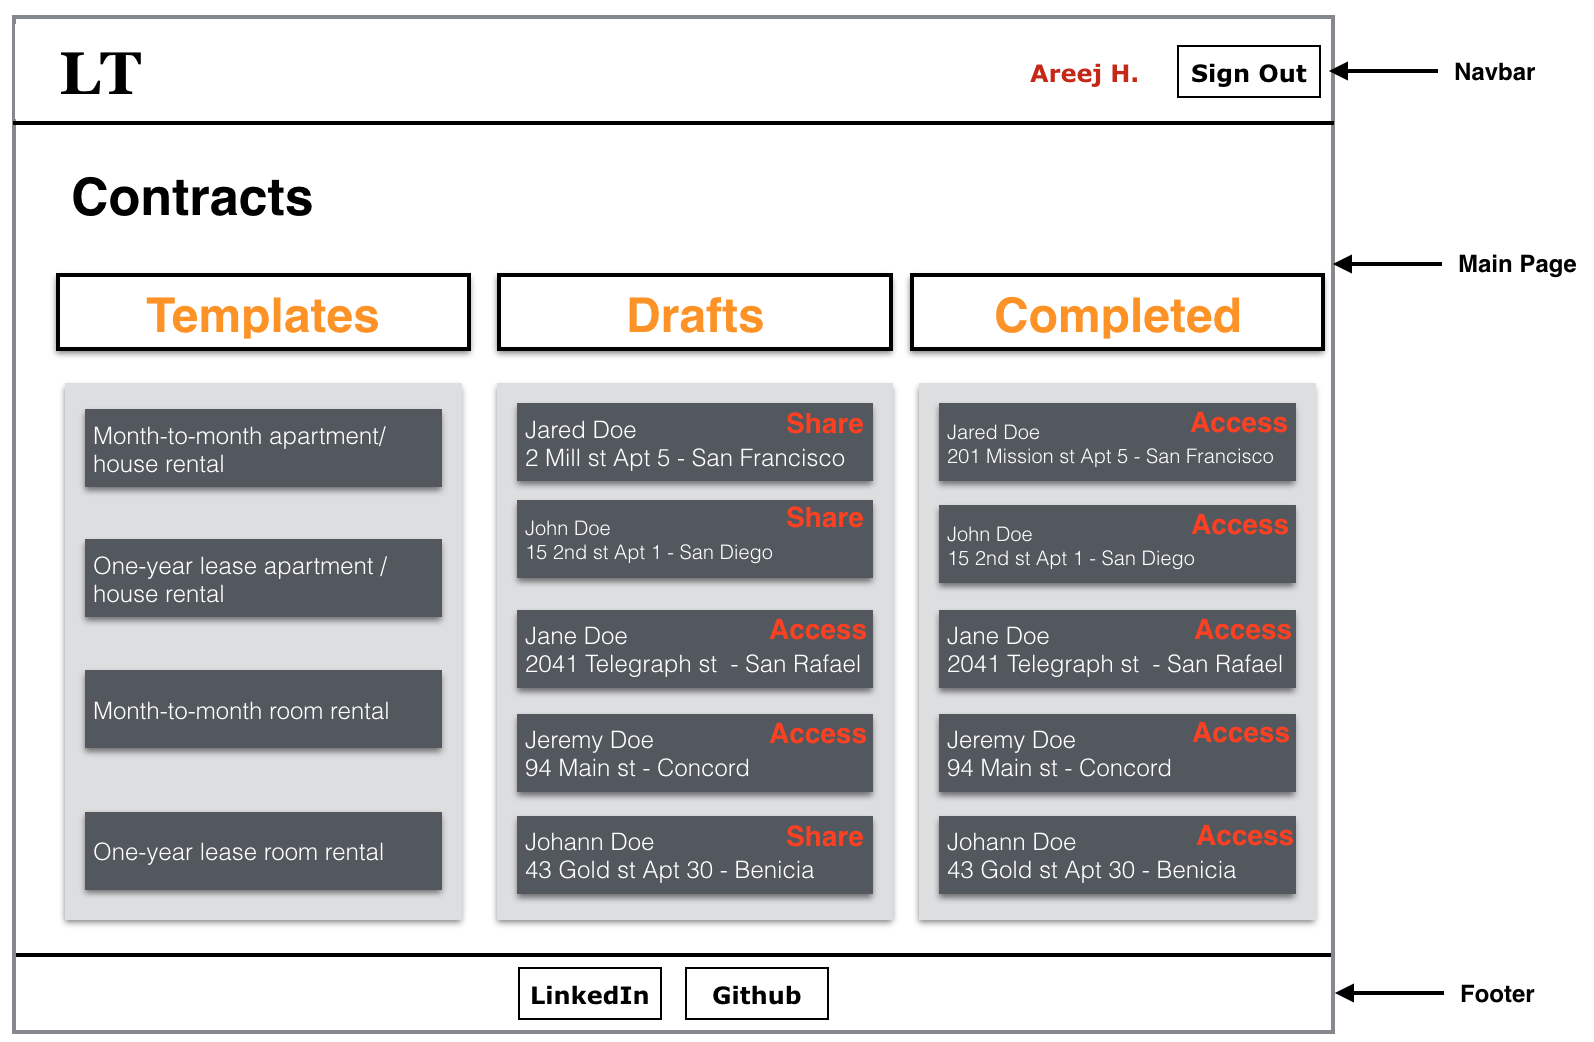 LT
Areej H.
Sign Out
Navbar
Contracts
Main Page
Templates
Drafts
Completed
Month-to-month apartment/
house rental
One-year lease apartment /
house rental
Month-to-month room rental
One-year lease room rental
Jared Doe
Share
2 Mill st Apt 5 - San Francisco
John Doe
Share
15 2nd st Apt 1 - San Diego
Jane Doe
Access
2041 Telegraph st  - San Rafael
Jeremy Doe
Access
94 Main st - Concord
Johann Doe
Share
43 Gold st Apt 30 - Benicia
Jared Doe
Access
201 Mission st Apt 5 - San Francisco
John Doe
Access
15 2nd st Apt 1 - San Diego
Jane Doe
Access
2041 Telegraph st  - San Rafael
Jeremy Doe
Access
94 Main st - Concord
Johann Doe
Access
43 Gold st Apt 30 - Benicia
LinkedIn
Github
Footer